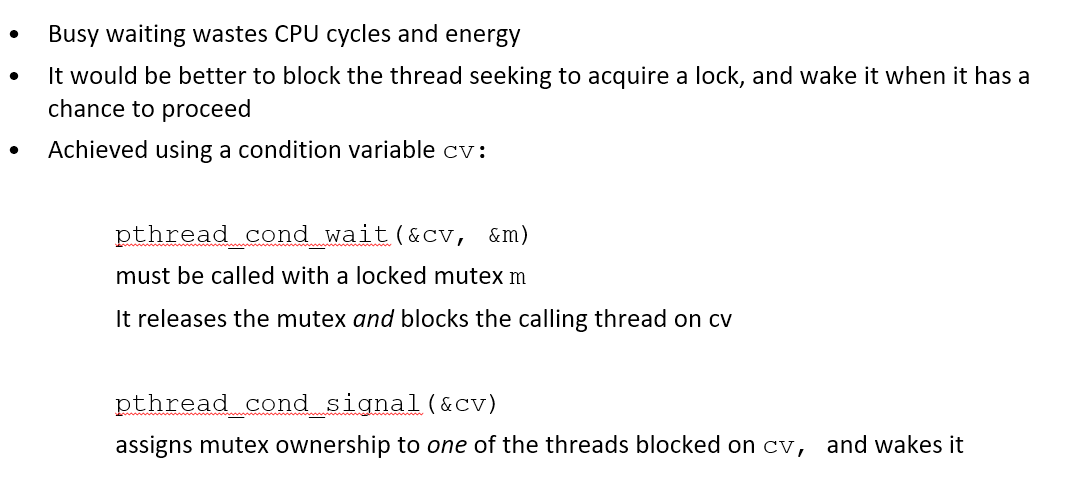 • Busy waiting wastes CPU cycles and energy
• It would be better to block the thread seeking to acquire a lock, and wake it when it has a
chance to proceed
• Achieved using a condition variable cv:
pthread_cond_wait(&cv, &m)
must be called with a locked mutex m
It releases the mutex and blocks the calling thread on cv
pthread_cond_signal(&cv)
assigns mutex ownership to one of the threads blocked on cv, and wakes it